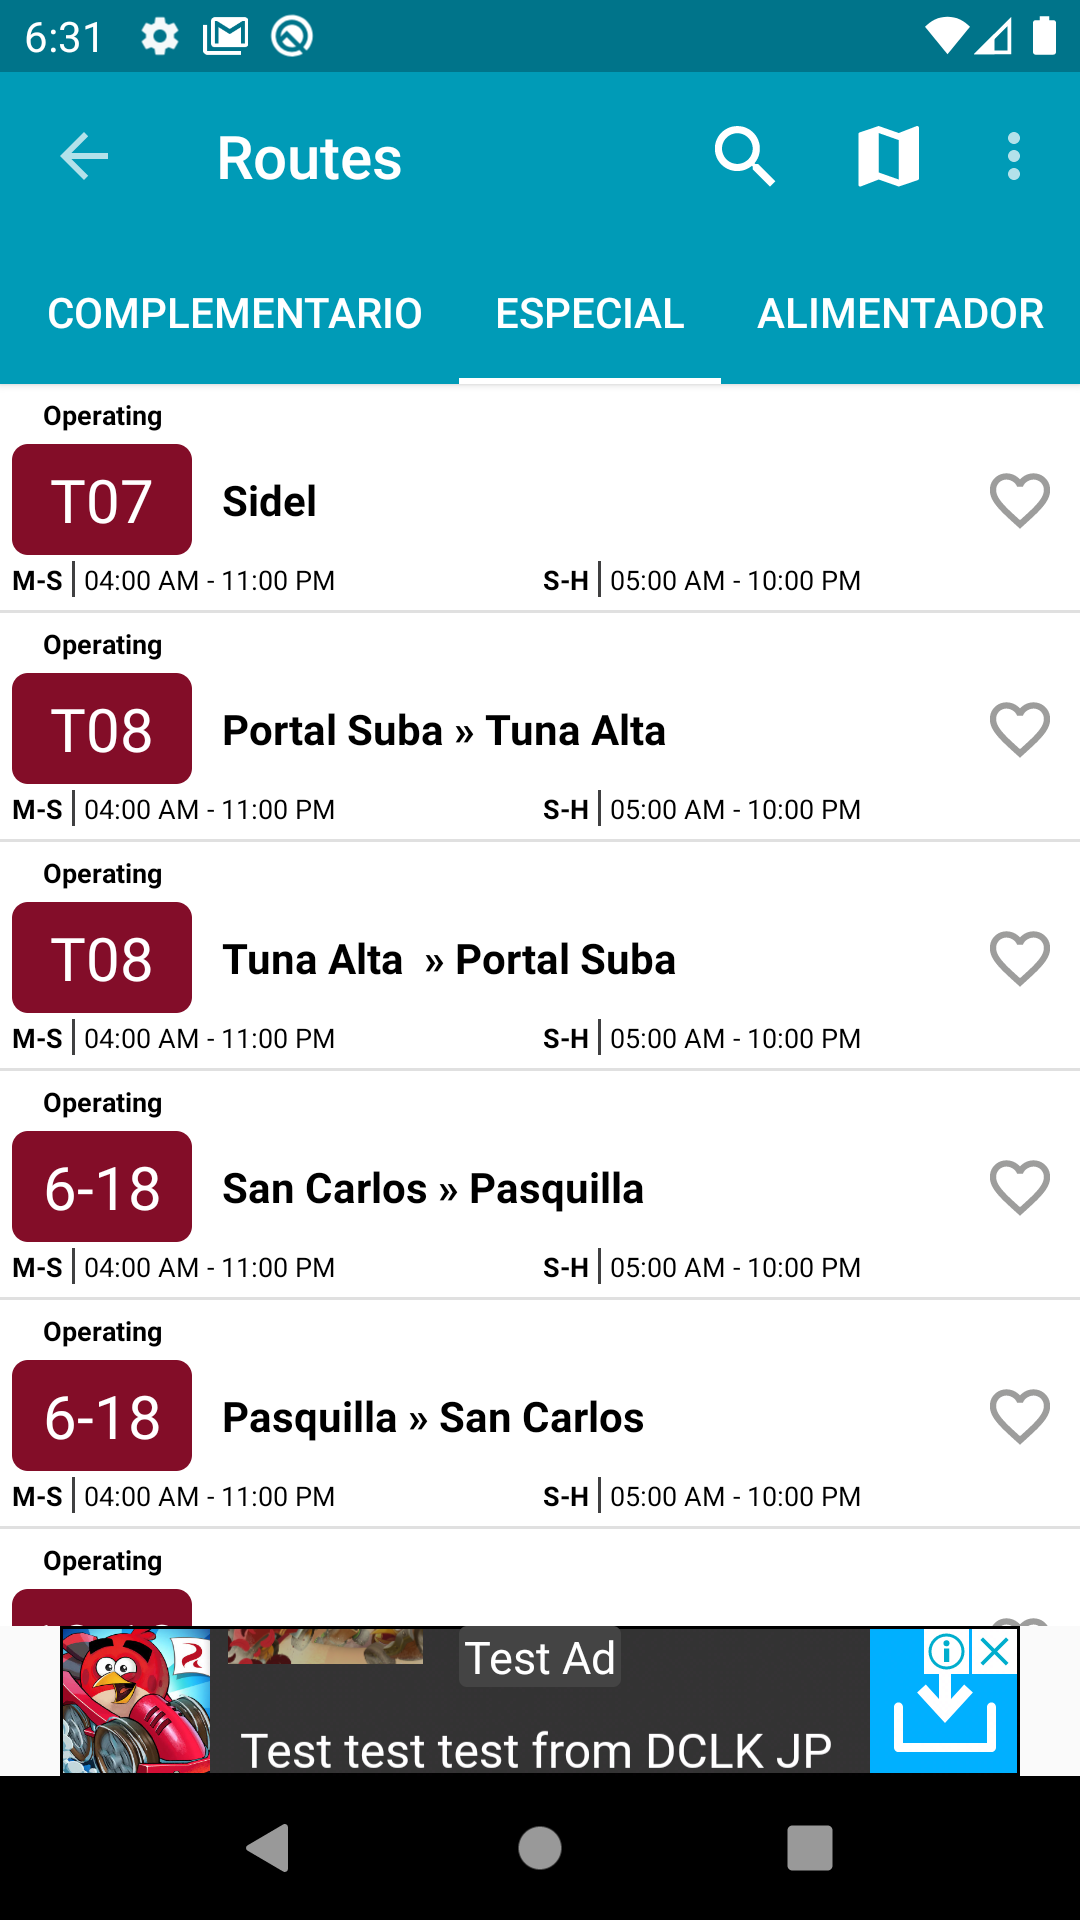 6:31
Routes
COMPLEMENTARIO ESPECIAL ALIMENTADOR
Operating
T07 Sidel
M-S 04:00 AM - 11:00 PM S-H 05:00 AM - 10:00 PM
Operating
T08 Portal Suba » Tuna Alta
M-S 04:00 AM - 11:00 PM S-H 05:00 AM - 10:00 PM
Operating
T08 Tuna Alta » Portal Suba
M-S 04:00 AM - 11:00 PM S-H 05:00 AM - 10:00 PM
Operating
6-18 San Carlos » Pasquilla
M-S 04:00 AM - 11:00 PM S-H 05:00 AM - 10:00 PM
Operating
6-18 Pasquilla » San Carlos
M-S 04:00 AM - 11:00 PM S-H 05:00 AM - 10:00 PM
Operating
Test Ad
Test test test from DCLK JP